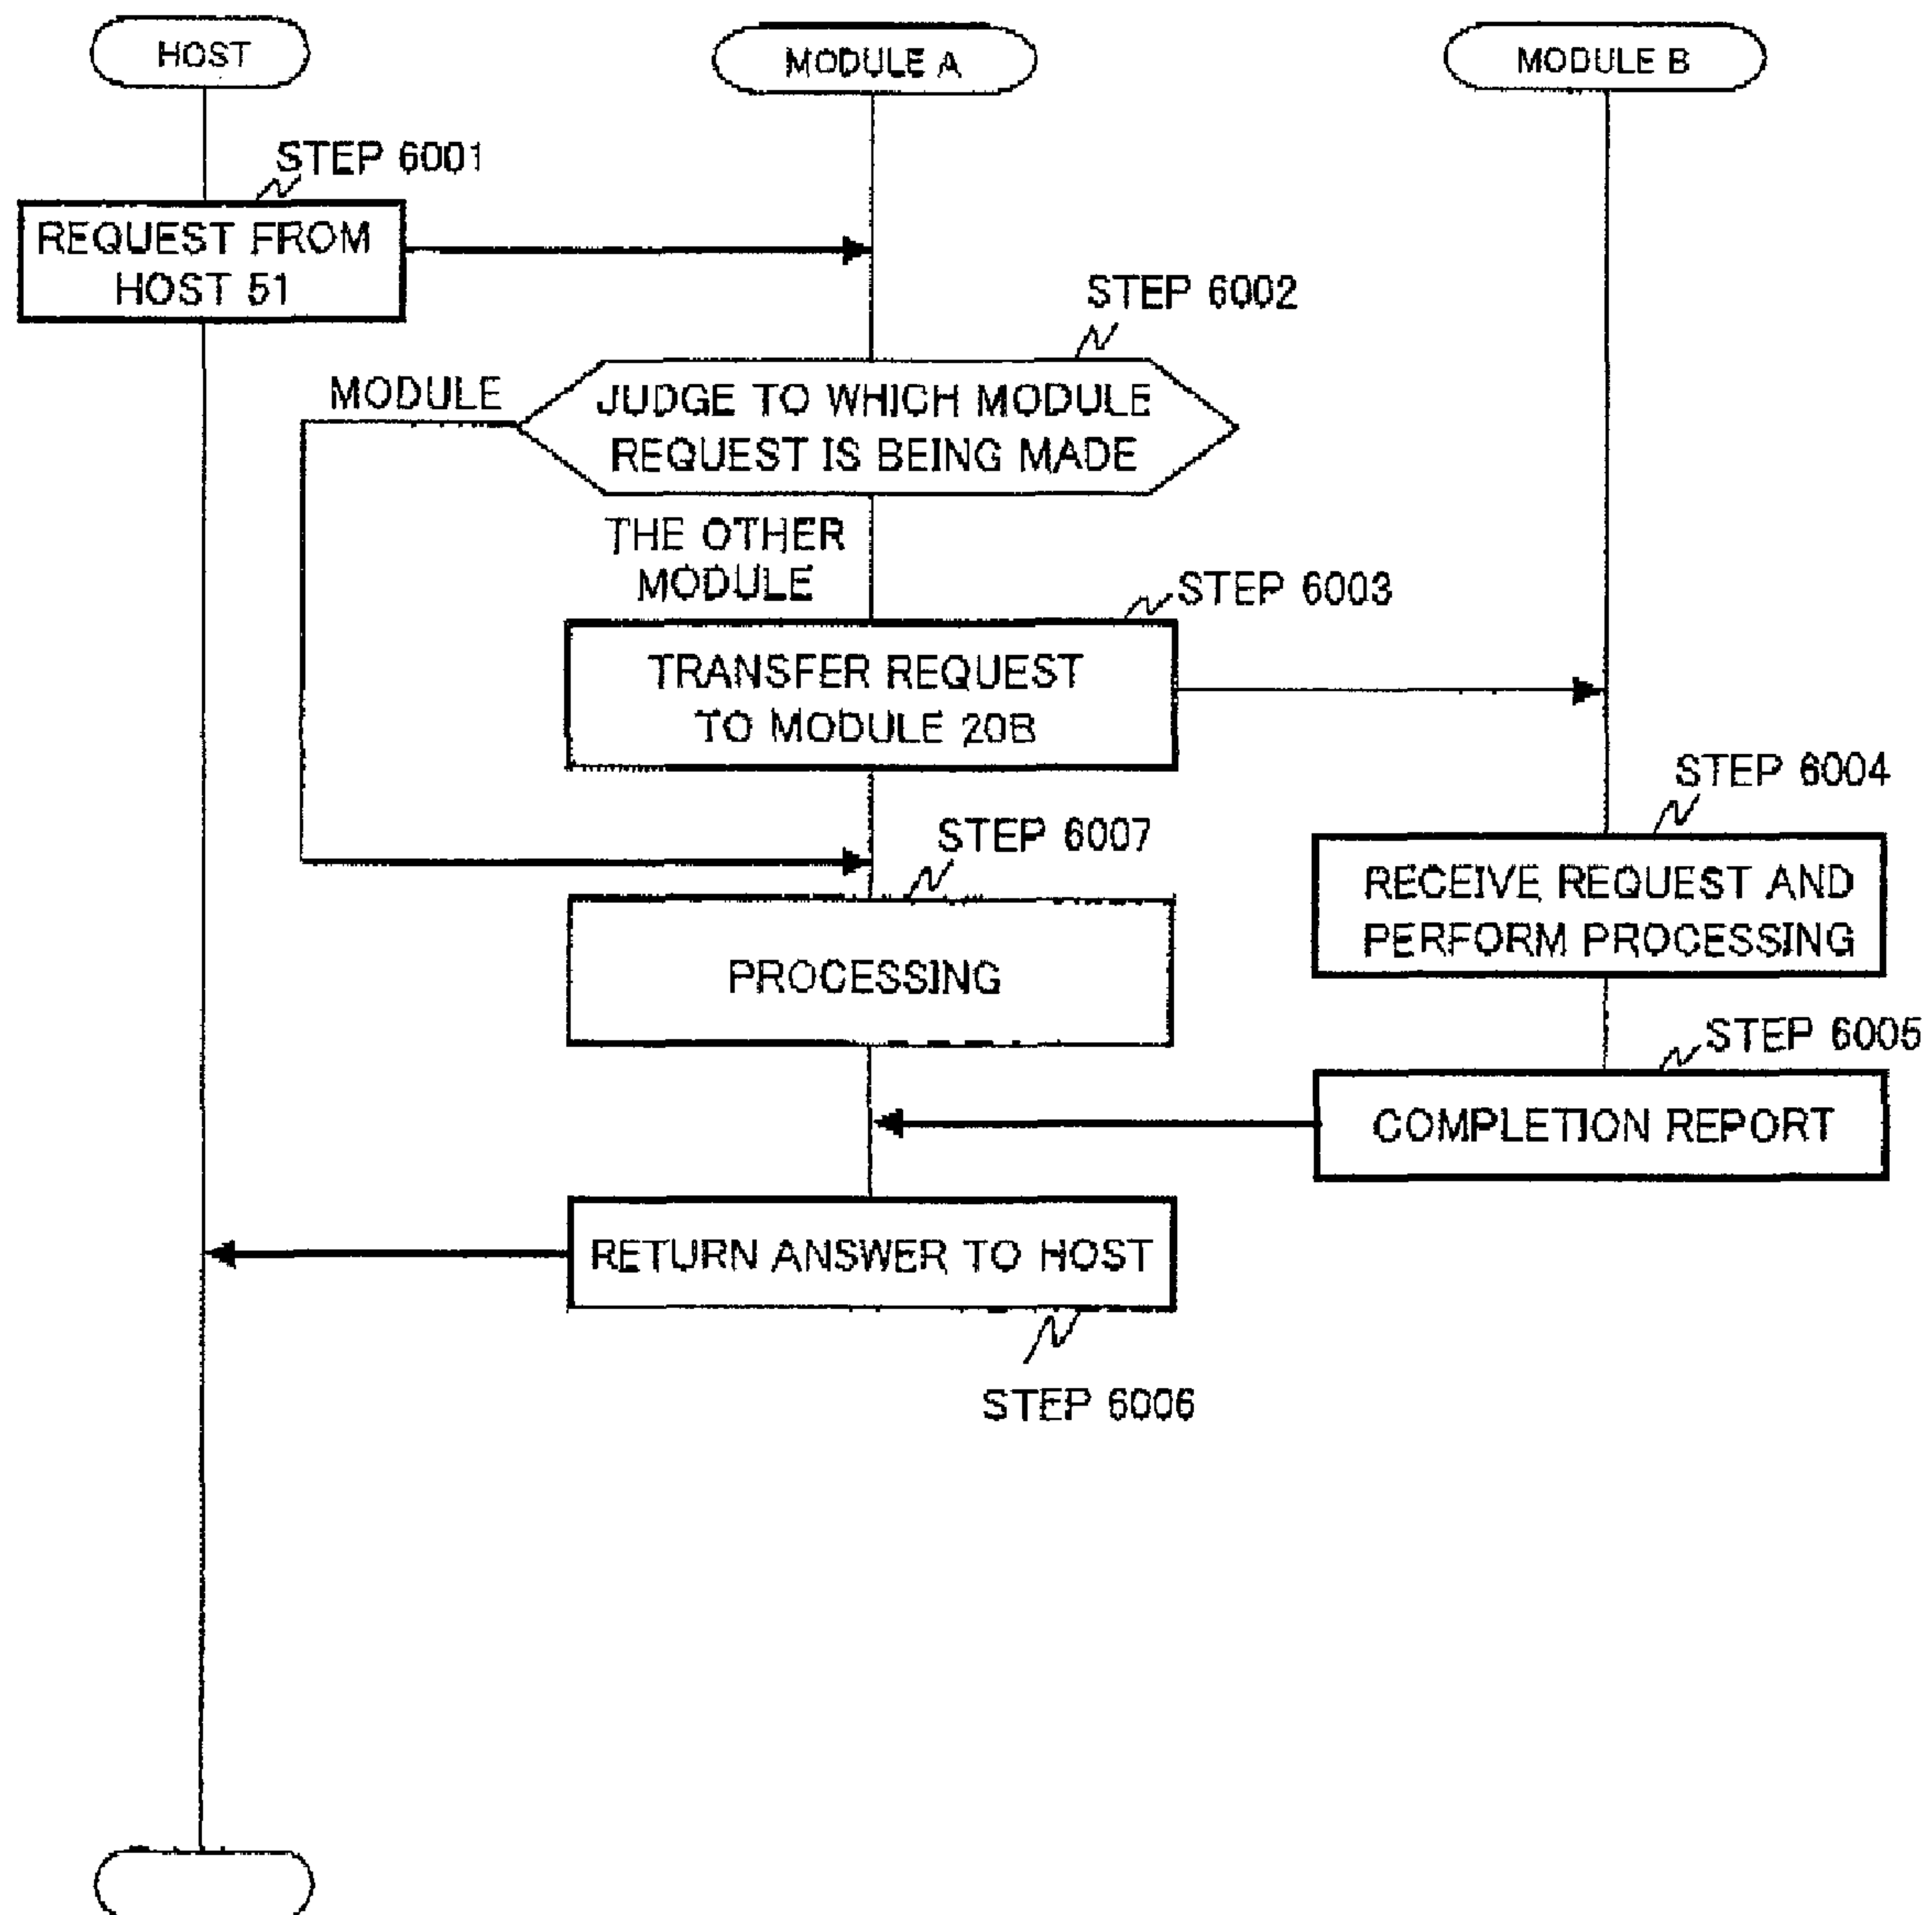 HOST
MODULE A
MODULE B
STEP 6001
REQUEST FROM
HOST 51
STEP 6002
JUDGE TO WHICH MODULE
REQUEST IS BEING MADE
MODULE
THE OTHER
MODULE
STEP 6003
TRANSFER REQUEST
TO MODULE 20B
STEP 6004
RECEIVE REQUEST AND
PERFORM PROCESSING
STEP 6007
PROCESSING
STEP 6005
COMPLETION REPORT
RETURN ANSWER TO HOST
STEP 6006